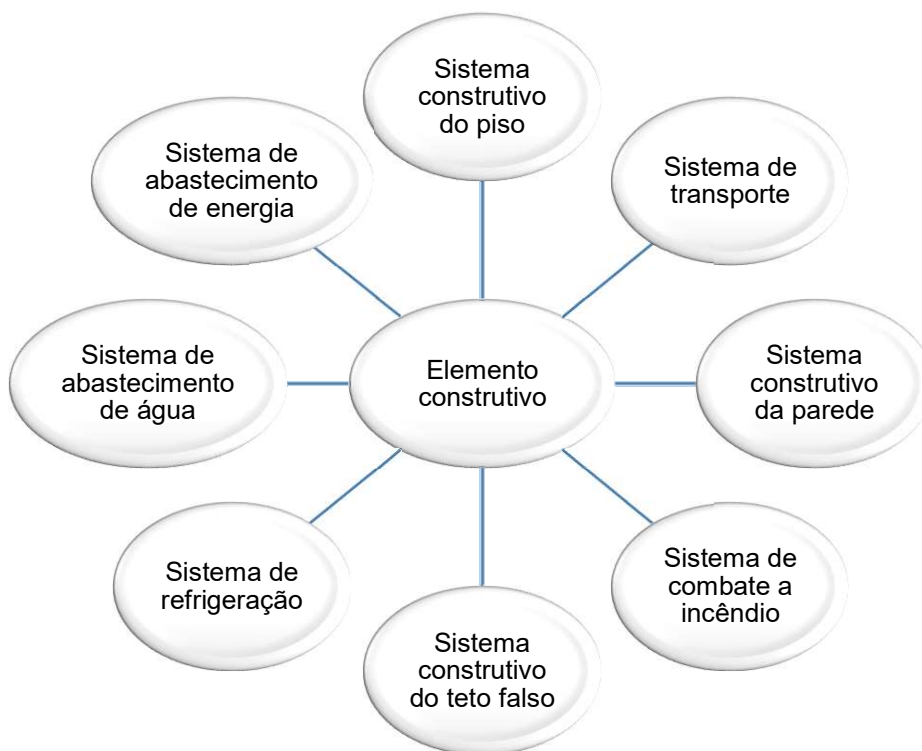 Sistema
construtivo
do piso
Sistema de
abastecimento
de energia
Sistema de
transporte
Sistema de
abastecimento
de água
Elemento
construtivo
Sistema
construtivo
da parede
Sistema de
refrigeração
Sistema
construtivo
do teto falso
Sistema de
combate a
incêndio